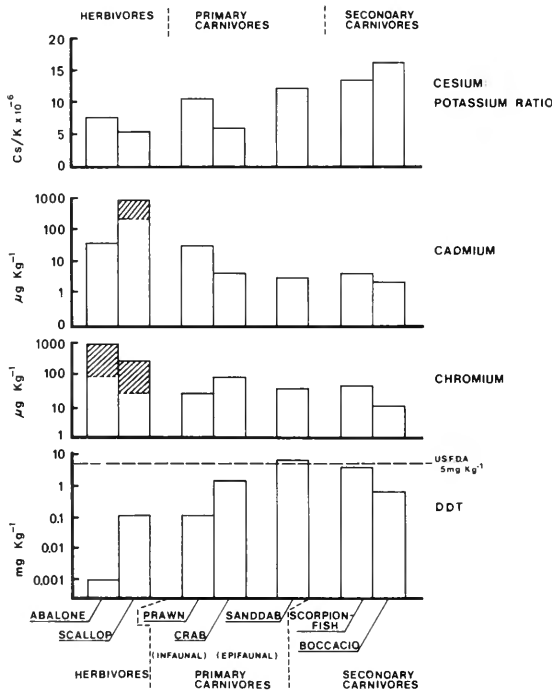 HERBIVORES
PRIMARY
CARNIVORES
SECONDARY
CARNIVORES
20
15
10
5
0
Cs/K x 10⁻⁶
CESIUM:
POTASSIUM RATIO
1000
100
10
1
0
µg Kg⁻¹
CADMIUM
1000
100
10
1
µg Kg⁻¹
CHROMIUM
10
1
0.1
0.01
0.001
mg Kg⁻¹
U.S.F.D.A
5mg Kg⁻¹
DDT
ABALONE
SCALLOP
PRAWN
CRAB
SANDDAB
SCORPION-
FISH
BOCCACIO
(INFAUNAL) (EPIFAUNAL)
HERBIVORES
PRIMARY
CARNIVORES
SECONDARY
CARNIVORES